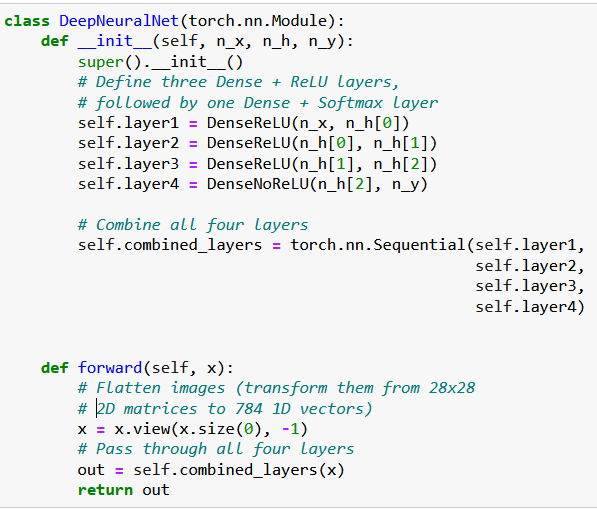 class DeepNeuralNet(torch.nn.Module):
    def __init__(self, n_x, n_h, n_y):
        super().__init__()
        # Define three Dense + ReLU layers,
        # followed by one Dense + Softmax layer
        self.layer1 = DenseReLU(n_x, n_h[0])
        self.layer2 = DenseReLU(n_h[0], n_h[1])
        self.layer3 = DenseReLU(n_h[1], n_h[2])
        self.layer4 = DenseNoReLU(n_h[2], n_y)

        # Combine all four layers
        self.combined_layers = torch.nn.Sequential(self.layer1,
                                                   self.layer2,
                                                   self.layer3,
                                                   self.layer4)

    def forward(self, x):
        # Flatten images (transform them from 28x28
        # 2D matrices to 784 1D vectors)
        x = x.view(x.size(0), -1)
        # Pass through all four layers
        out = self.combined_layers(x)
        return out